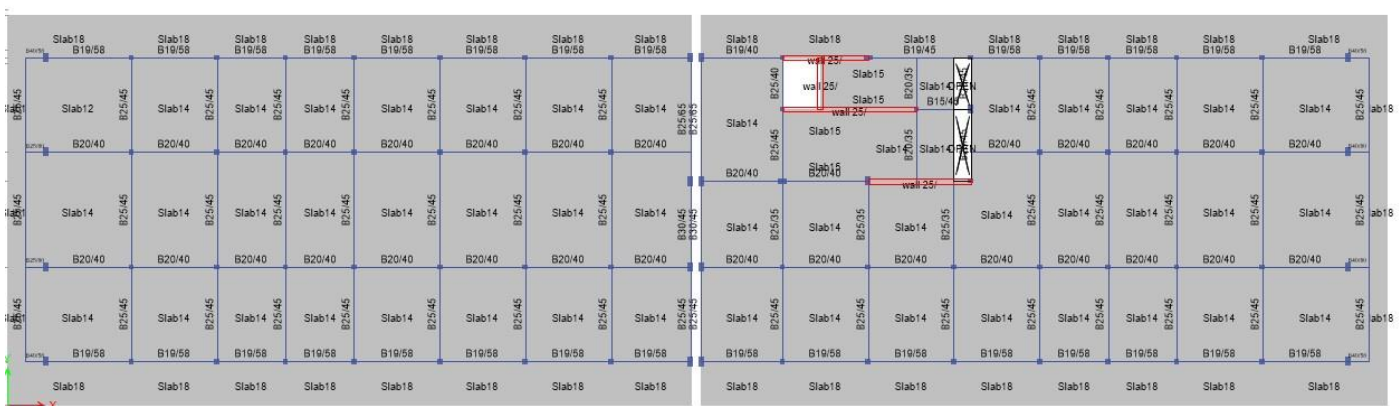 Slab18 Slab18 Slab18 Slab18 Slab18 Slab18 Slab18 Slab18 Slab18 Slab18 Slab18 Slab18 Slab18 Slab18 Slab18
B19/58 B19/58 B19/58 B19/58 B19/58 B19/58 B19/58 B19/40 B19/45 B19/58 B19/58 B19/58 B19/58
wall 25/
Slab15
B25/45 B25/45 B25/45 B25/45 B25/45 B25/45 B25/45 B25/65 B25/65 B25/40 wall 25/ B20/35 Slab14 OPEN B25/45 B25/45 B25/45 B25/45
Slab15 B15/45
Slab12 Slab14 Slab14 Slab14 Slab14 Slab14 Slab14 wall 25/ Slab14 Slab14 Slab14 Slab14 Slab18
Slab14 Slab15
B20/40 B20/40 B20/40 B20/40 B20/40 B20/40 B20/40 B25/45 Slab14 B20/35 Slab14 OPEN B20/40 B20/40 B20/40 B20/40
Slab15
B20/40 B20/40
wall 25/
Slab14 B25/45 Slab14 B25/45 Slab14 B25/45 Slab14 B25/45 Slab14 B25/45 Slab14 B25/45 Slab14 B30/45 B30/45 Slab14 B25/35 Slab14 B25/35 Slab14 B25/35 Slab14 B25/45 Slab14 B25/45 Slab14 B25/45 Slab14 B25/45 Slab14 B25/45 Slab18
B20/40 B20/40 B20/40 B20/40 B20/40 B20/40 B20/40 B20/40 B20/40 B20/40 B20/40 B20/40 B20/40 B20/40 B20/40
B25/45 Slab14 B25/45 Slab14 B25/45 Slab14 B25/45 Slab14 B25/45 Slab14 B25/45 Slab14 B25/45 Slab14 B25/45 B25/45 Slab14 B25/45 Slab14 B25/45 Slab14 B25/45 Slab14 B25/45 Slab14 B25/45 Slab14 B25/45 Slab14 B25/45 Slab14 B25/45 ab18
B19/58 B19/58 B19/58 B19/58 B19/58 B19/58 B19/58 B19/58 B19/58 B19/58 B19/58 B19/58 B19/58 B19/58 B19/58
Slab18 Slab18 Slab18 Slab18 Slab18 Slab18 Slab18 Slab18 Slab18 Slab18 Slab18 Slab18 Slab18 Slab18 Slab18
X